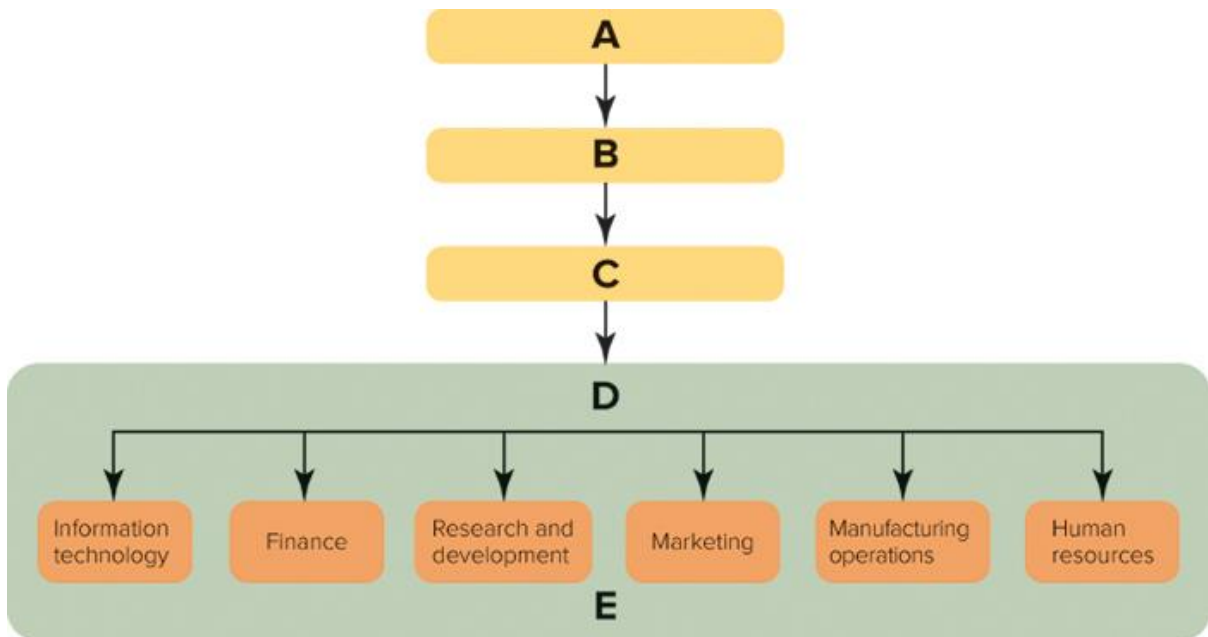 A
B
C
D
Information
technology
Finance
Research and
development
Marketing
Manufacturing
operations
Human
resources
E